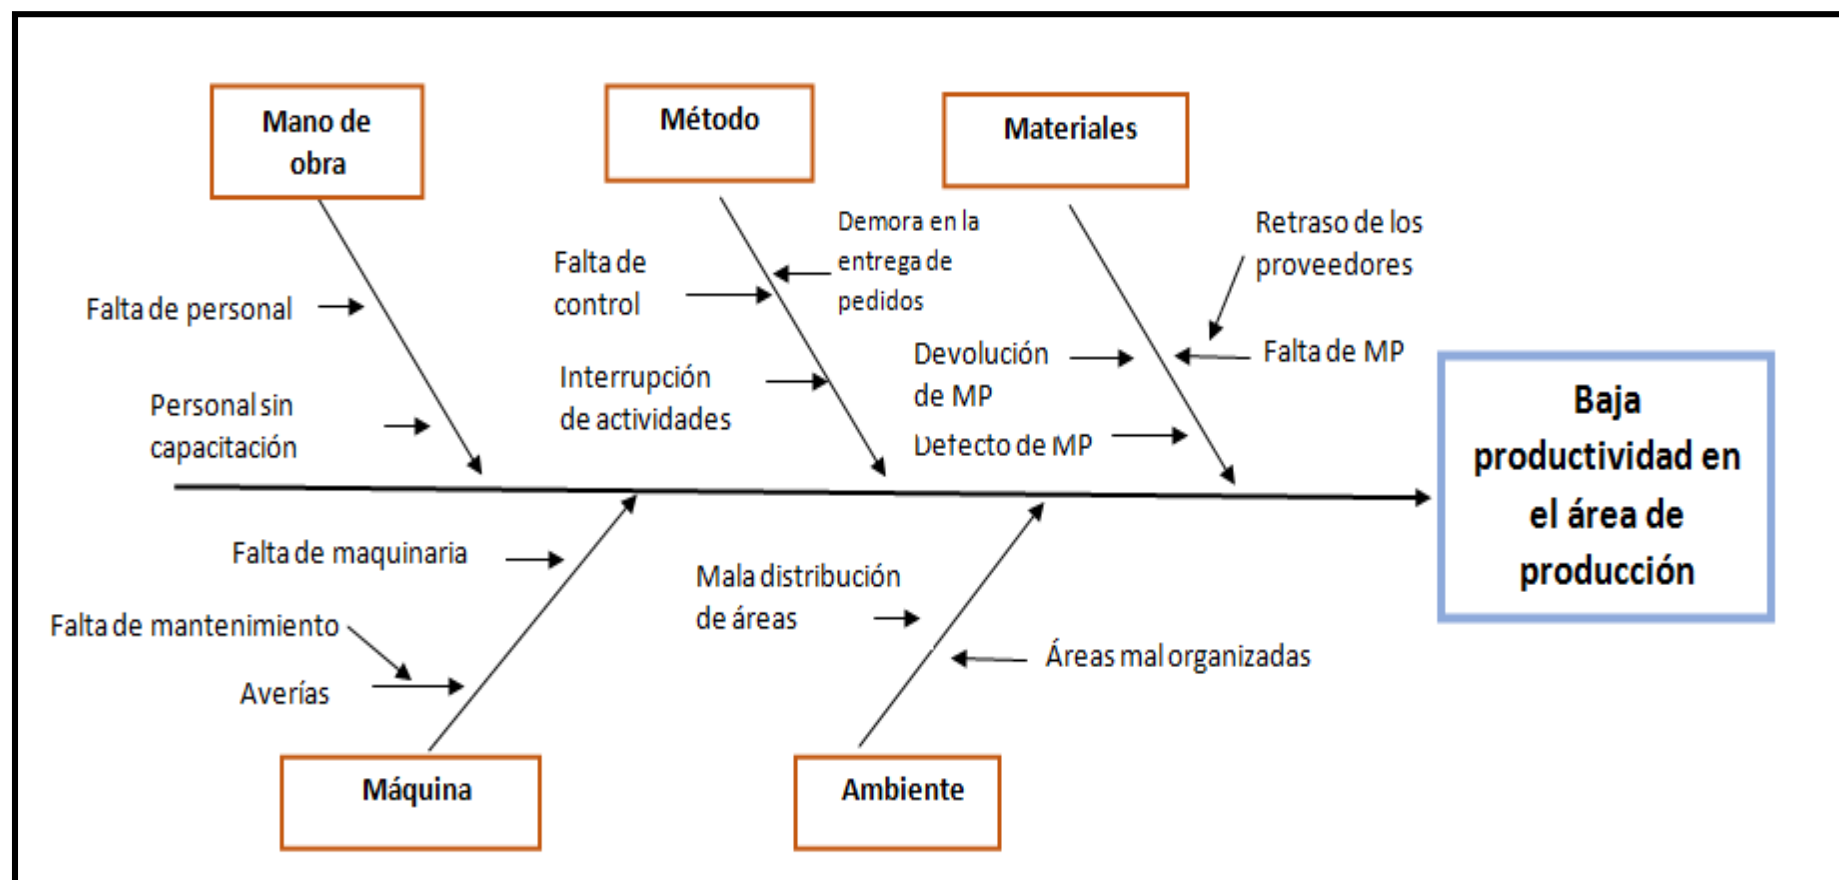 Mano de
obra
Método
Materiales
Falta de personal
Personal sin
capacitación
Falta de
control
Demora en la
entrega de
pedidos
Interrupción
de actividades
Retraso de los
proveedores
Devolución
de MP
Falta de MP
Defecto de MP
Baja
productividad en
el área de
producción
Falta de maquinaria
Falta de mantenimiento
Averías
Mala distribución
de áreas
Áreas mal organizadas
Máquina
Ambiente